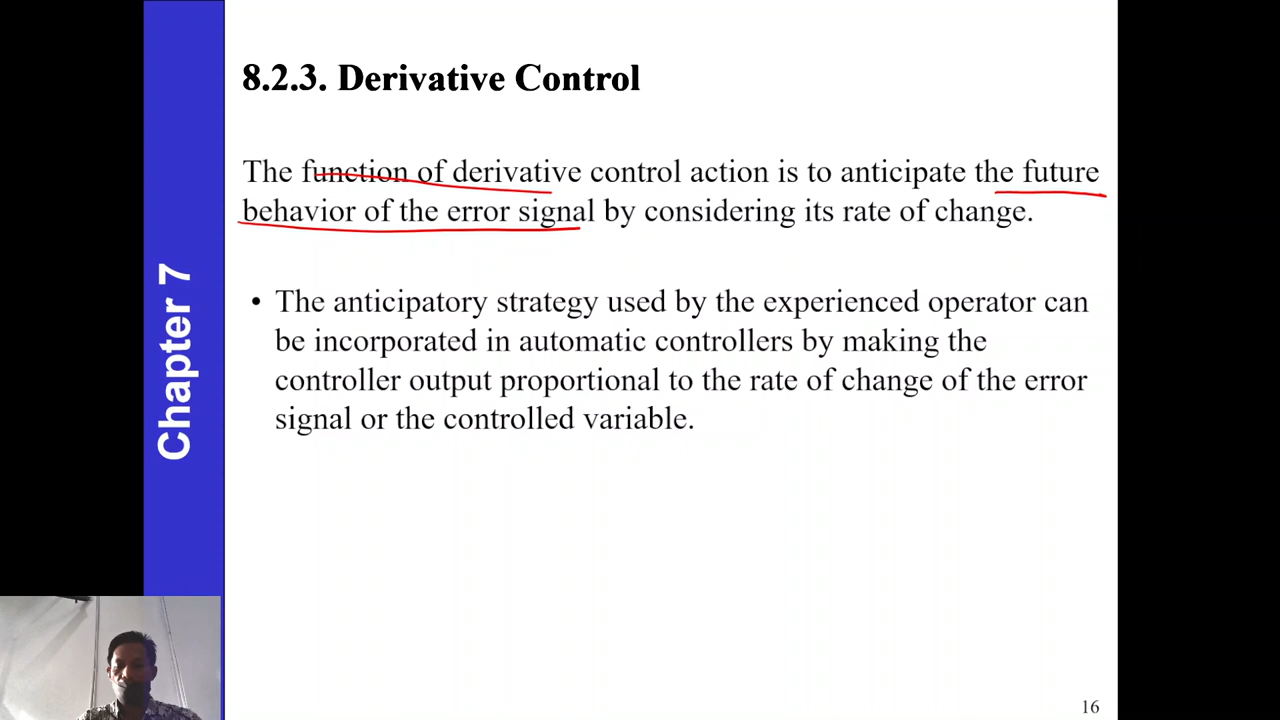 8.2.3. Derivative Control
The function of derivative control action is to anticipate the future
behavior of the error signal by considering its rate of change.
• The anticipatory strategy used by the experienced operator can
be incorporated in automatic controllers by making the
controller output proportional to the rate of change of the error
signal or the controlled variable.
Chapter 7
16